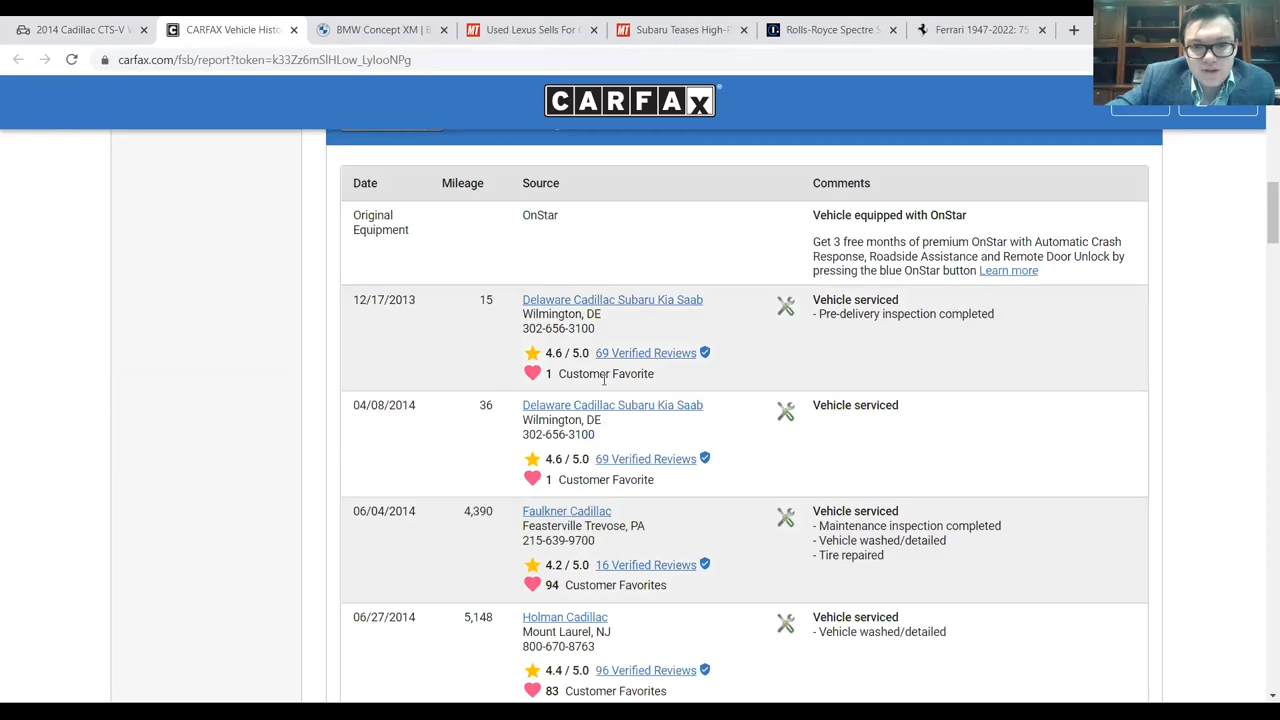 2014 Cadillac CTS-V W
CARFAX Vehicle Histo
BMW Concept XM | B
Used Lexus Sells For
Subaru Teases High-P
Rolls-Royce Spectre S
Ferrari 1947-2022: 75
carfax.com/fsb/report?token=k33Zz6mSlHLow_LyIooNPg
CARFAX
Date Mileage Source Comments
Original
Equipment
OnStar
Vehicle equipped with OnStar
Get 3 free months of premium OnStar with Automatic Crash
Response, Roadside Assistance and Remote Door Unlock by
pressing the blue OnStar button Learn more
12/17/2013 15 Delaware Cadillac Subaru Kia Saab Vehicle serviced
Wilmington, DE - Pre-delivery inspection completed
302-656-3100
4.6 / 5.0 69 Verified Reviews
1 Customer Favorite
04/08/2014 36 Delaware Cadillac Subaru Kia Saab Vehicle serviced
Wilmington, DE
302-656-3100
4.6 / 5.0 69 Verified Reviews
1 Customer Favorite
06/04/2014 4,390 Faulkner Cadillac Vehicle serviced
Feasterville Trevose, PA - Maintenance inspection completed
215-639-9700 - Vehicle washed/detailed
- Tire repaired
4.2 / 5.0 16 Verified Reviews
94 Customer Favorites
06/27/2014 5,148 Holman Cadillac Vehicle serviced
Mount Laurel, NJ - Vehicle washed/detailed
800-670-8763
4.4 / 5.0 96 Verified Reviews
83 Customer Favorites